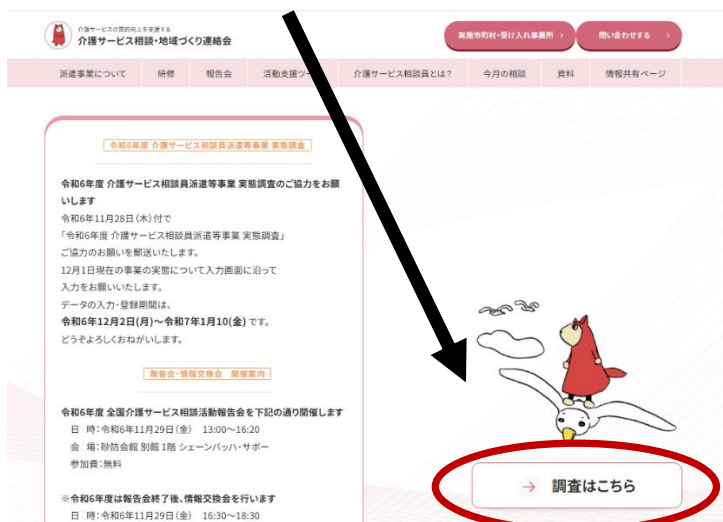 介護サービスの質的向上を支援する
介護サービス相談・地域づくり連絡会
実施市町村・受け入れ事業所 >
問い合わせする >
派遣事業について 研修 報告会 活動支援ツー 介護サービス相談員とは? 今月の相談 資料 情報共有ページ
令和6年度 介護サービス相談員派遣等事業 実態調査
令和6年度 介護サービス相談員派遣等事業 実態調査のご協力をお願
いします
令和6年11月28日(木)付で
「令和6年度 介護サービス相談員派遣等事業 実態調査」
ご協力のお願いを郵送いたします。
12月1日現在の事業の実態について入力画面に沿って
入力をお願いいたします。
データの入力・登録期間は、
令和6年12月2日(月)～令和7年1月10(金)です。
どうぞよろしくおねがいします。
報告会・情報交換会 開催案内
令和6年度 全国介護サービス相談活動報告会を下記の通り開催します
日 時：令和6年11月29日(金) 13:00～16:20
会 場：砂防会館 別館 1階 シェーンバッハ・サボー
参加費：無料
※令和6年度は報告会終了後、情報交換会を行います
日 時：令和6年11月29日(金) 16:30～18:30
→ 調査はこちら